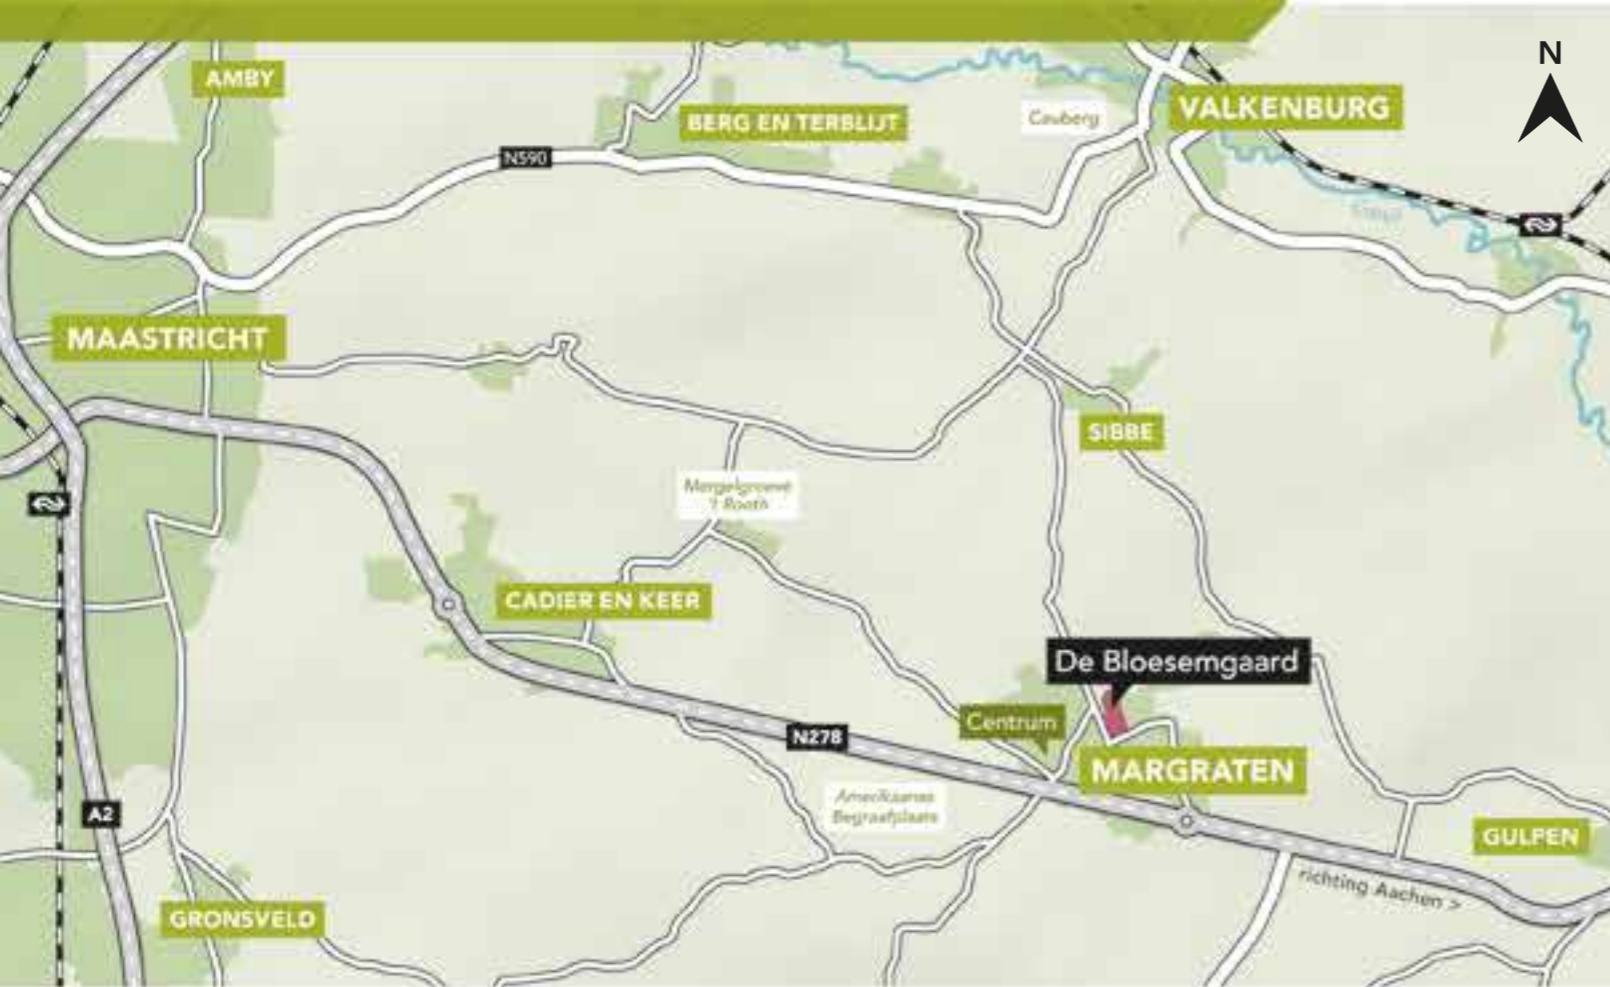 N
AMBY
VALKENBURG
Cauberg
BERG EN TERBLIJT
N590
Geul
MAASTRICHT
SIBBE
Mergelgroeve
't Rooth
CADIER EN KEER
De Bloesemgaard
Centrum
N278
MARGRATEN
Amerikaanse
Begraafplaats
A2
GULPEN
richting Aachen >
GRONSVELD